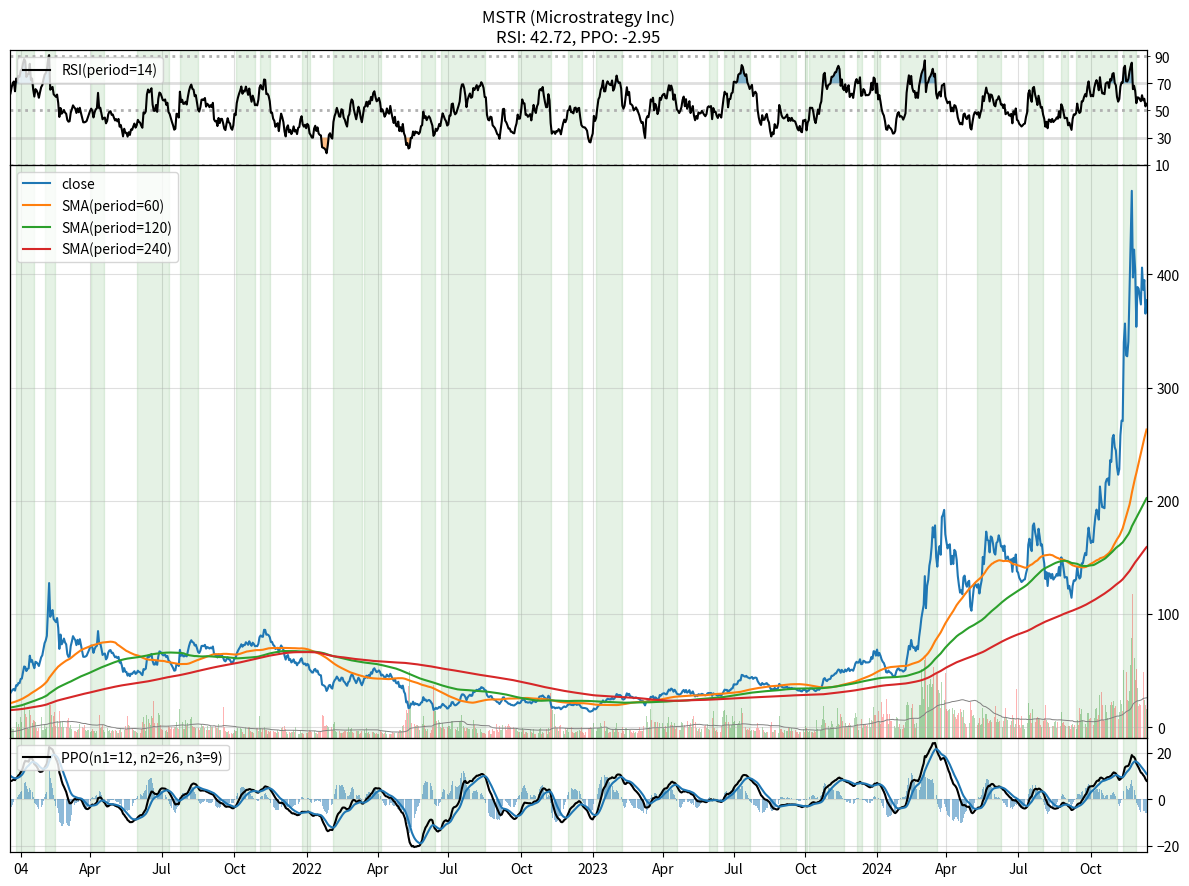 MSTR (Microstrategy Inc)
RSI: 42.72, PPO: -2.95
RSI(period=14)
90
70
50
30
10
close
SMA(period=60)
SMA(period=120)
SMA(period=240)
400
300
200
100
0
PPO(n1=12, n2=26, n3=9)
20
0
−20
04 Apr Jul Oct 2022 Apr Jul Oct 2023 Apr Jul Oct 2024 Apr Jul Oct